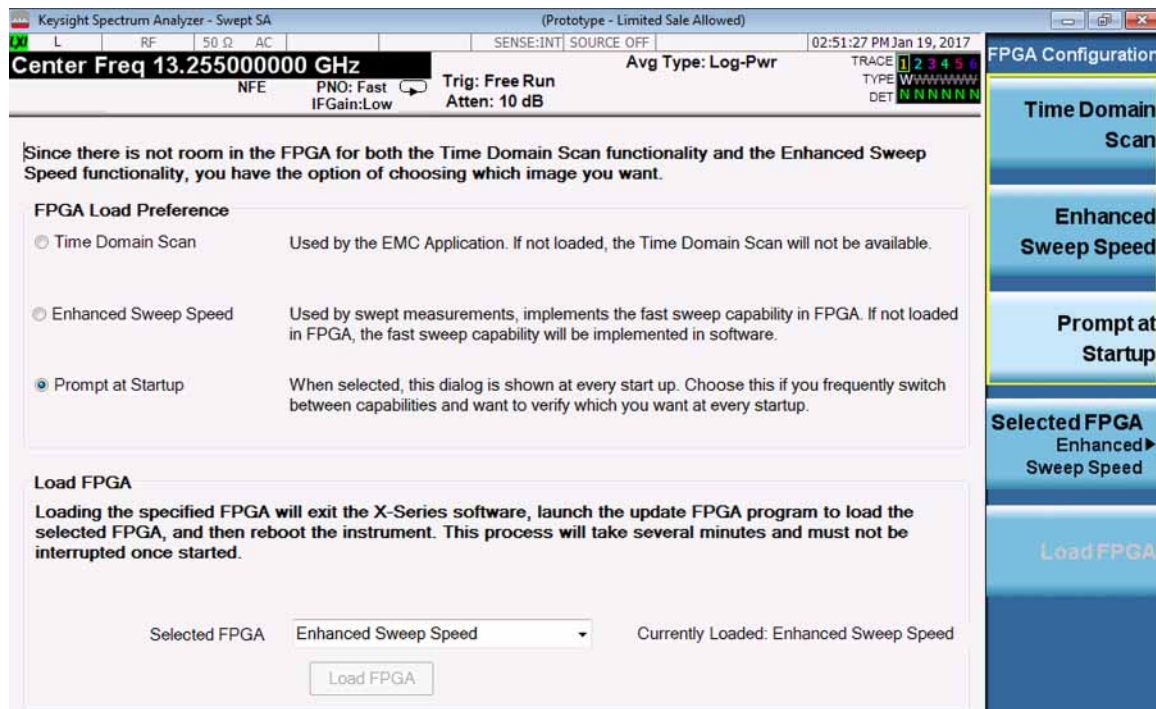 Keysight Spectrum Analyzer - Swept SA
(Prototype - Limited Sale Allowed)
LXI L RF 50 Ω AC SENSE:INT SOURCE OFF 02:51:27 PM Jan 19, 2017
Center Freq 13.255000000 GHz
NFE
PNO: Fast
IFGain:Low
Trig: Free Run
Atten: 10 dB
Avg Type: Log-Pwr
TRACE 1 2 3 4 5 6
TYPE WWWWWW
DET N N N N N N
Since there is not room in the FPGA for both the Time Domain Scan functionality and the Enhanced Sweep
Speed functionality, you have the option of choosing which image you want.
FPGA Load Preference
Time Domain Scan
Used by the EMC Application. If not loaded, the Time Domain Scan will not be available.
Enhanced Sweep Speed
Used by swept measurements, implements the fast sweep capability in FPGA. If not loaded
in FPGA, the fast sweep capability will be implemented in software.
Prompt at Startup
When selected, this dialog is shown at every start up. Choose this if you frequently switch
between capabilities and want to verify which you want at every startup.
Load FPGA
Loading the specified FPGA will exit the X-Series software, launch the update FPGA program to load the
selected FPGA, and then reboot the instrument. This process will take several minutes and must not be
interrupted once started.
Selected FPGA
Enhanced Sweep Speed
Currently Loaded: Enhanced Sweep Speed
Load FPGA
FPGA Configuration
Time Domain
Scan
Enhanced
Sweep Speed
Prompt at
Startup
Selected FPGA
Enhanced
Sweep Speed
Load FPGA